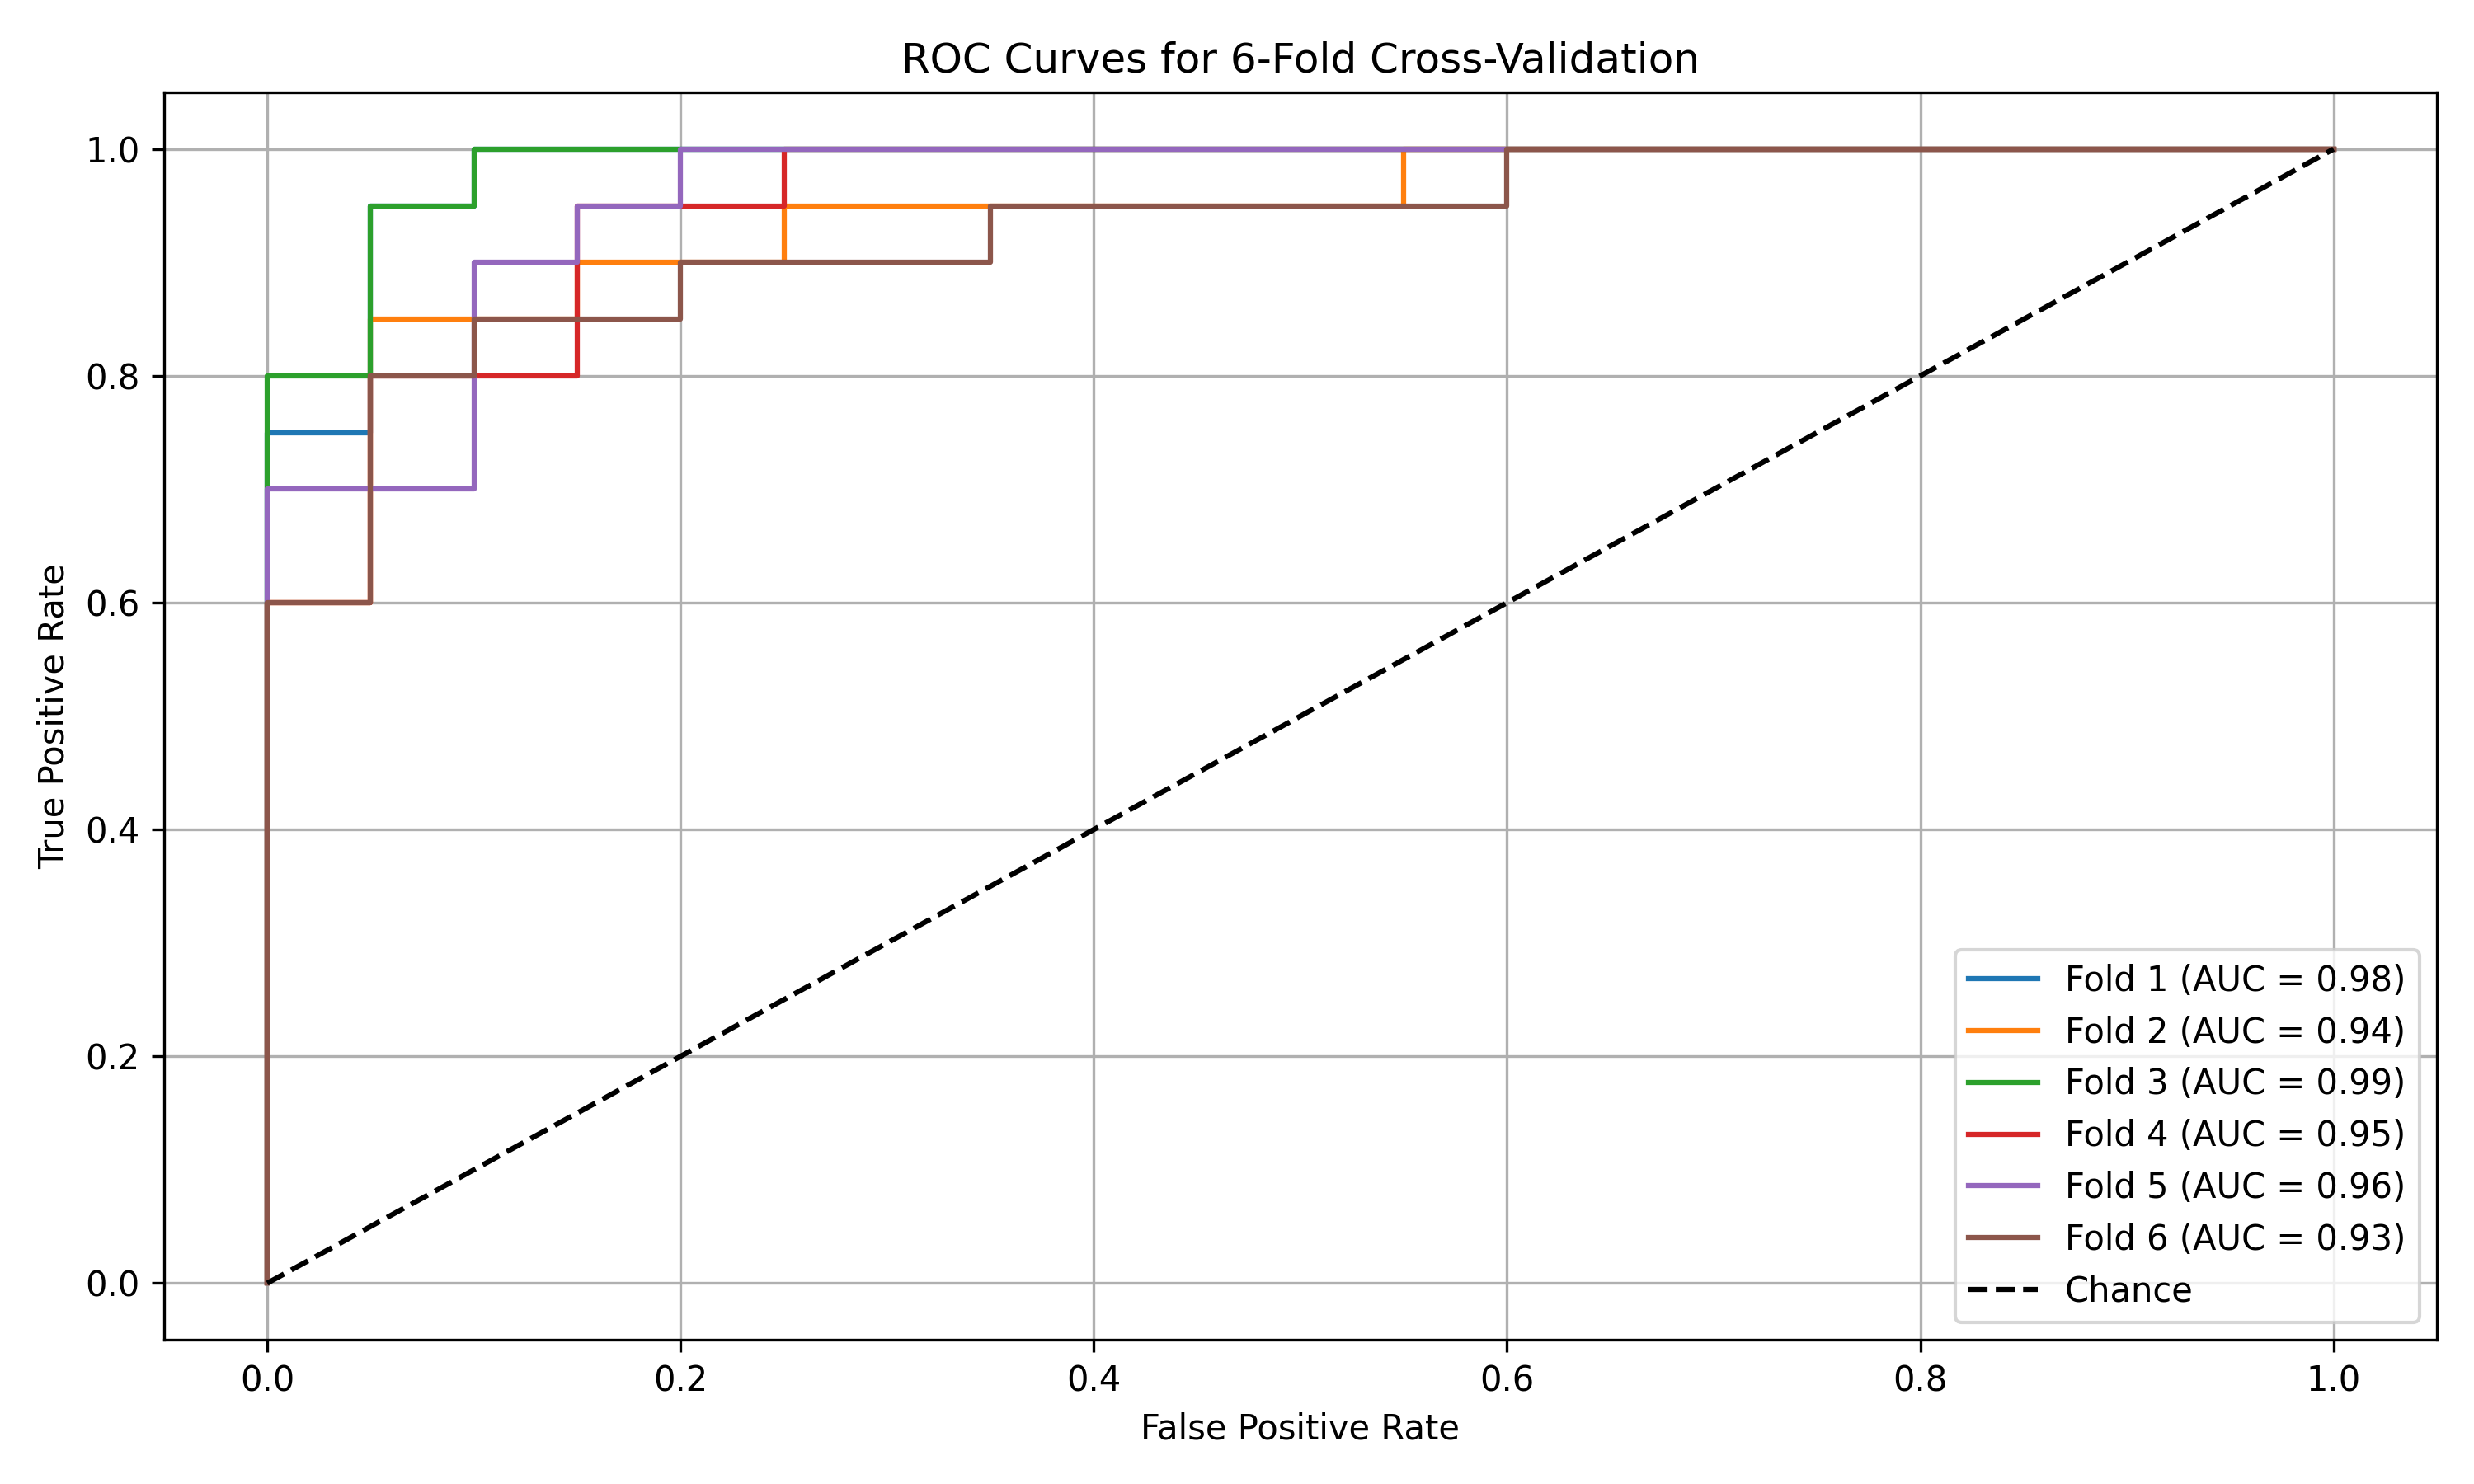 ROC Curves for 6-Fold Cross-Validation
True Positive Rate
1.0
0.8
0.6
0.4
0.2
0.0
0.0 0.2 0.4 0.6 0.8 1.0
False Positive Rate
Fold 1 (AUC = 0.98)
Fold 2 (AUC = 0.94)
Fold 3 (AUC = 0.99)
Fold 4 (AUC = 0.95)
Fold 5 (AUC = 0.96)
Fold 6 (AUC = 0.93)
Chance